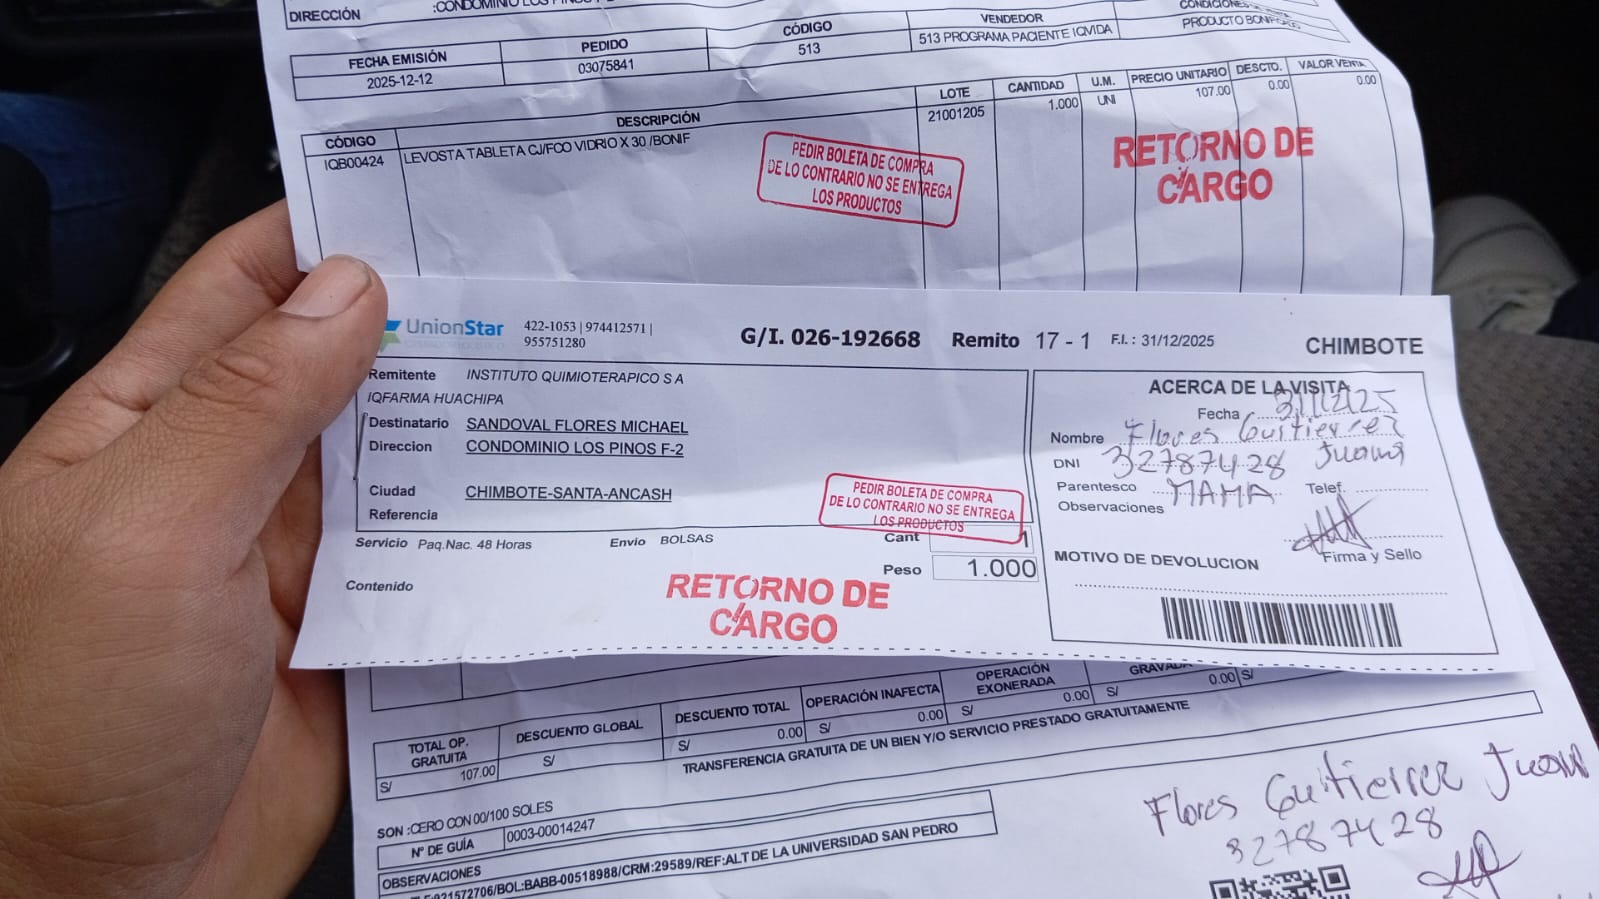 DIRECCIÓN :CONDOMINIO LOS PINOS F-2
FECHA EMISIÓN PEDIDO CÓDIGO VENDEDOR
2025-12-12 03075841 513 513 PROGRAMA PACIENTE IQVIDA PRODUCTO
CÓDIGO DESCRIPCIÓN LOTE CANTIDAD U.M. PRECIO UNITARIO DESCTO. VALOR VENTA
IQB00424 LEVOSTA TABLETA CJ/FCO VIDRIO X 30 /BONIF 21001205 1.000 UNI 107.00 0.00 0.00
PEDIR BOLETA DE COMPRA
DE LO CONTRARIO NO SE ENTREGA
LOS PRODUCTOS
RETORNO DE
CARGO
UnionStar 422-1053 | 974412571 |
955751280
G/I. 026-192668 Remito 17 - 1 F.I.: 31/12/2025 CHIMBOTE
Remitente INSTITUTO QUIMIOTERAPICO S A
IQFARMA HUACHIPA
Destinatario SANDOVAL FLORES MICHAEL
Direccion CONDOMINIO LOS PINOS F-2
Ciudad CHIMBOTE-SANTA-ANCASH
Referencia
PEDIR BOLETA DE COMPRA
DE LO CONTRARIO NO SE ENTREGA
LOS PRODUCTOS
Servicio Paq.Nac. 48 Horas Envio BOLSAS Cant 1
Peso 1.000
Contenido
RETORNO DE
CARGO
ACERCA DE LA VISITA
Fecha
Nombre Flores Guitierrez
DNI 32787428 Juana
Parentesco MAMA Telef.
Observaciones
Firma y Sello
MOTIVO DE DEVOLUCION
TOTAL OP. GRATUITA DESCUENTO GLOBAL DESCUENTO TOTAL OPERACIÓN INAFECTA OPERACIÓN EXONERADA
S/ 107.00 S/ S/ 0.00 S/ 0.00 S/ 0.00 S/ 0.00 S/
TRANSFERENCIA GRATUITA DE UN BIEN Y/O SERVICIO PRESTADO GRATUITAMENTE
SON :CERO CON 00/100 SOLES
N° DE GUÍA 0003-00014247
OBSERVACIONES
/BOL:BABB-00518988/CRM:29589/REF:ALT DE LA UNIVERSIDAD SAN PEDRO
Flores Guitierrez Juana
32787428